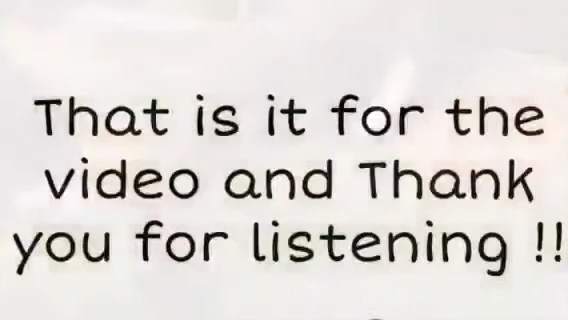 That is it for the
video and Thank
you for listening !!